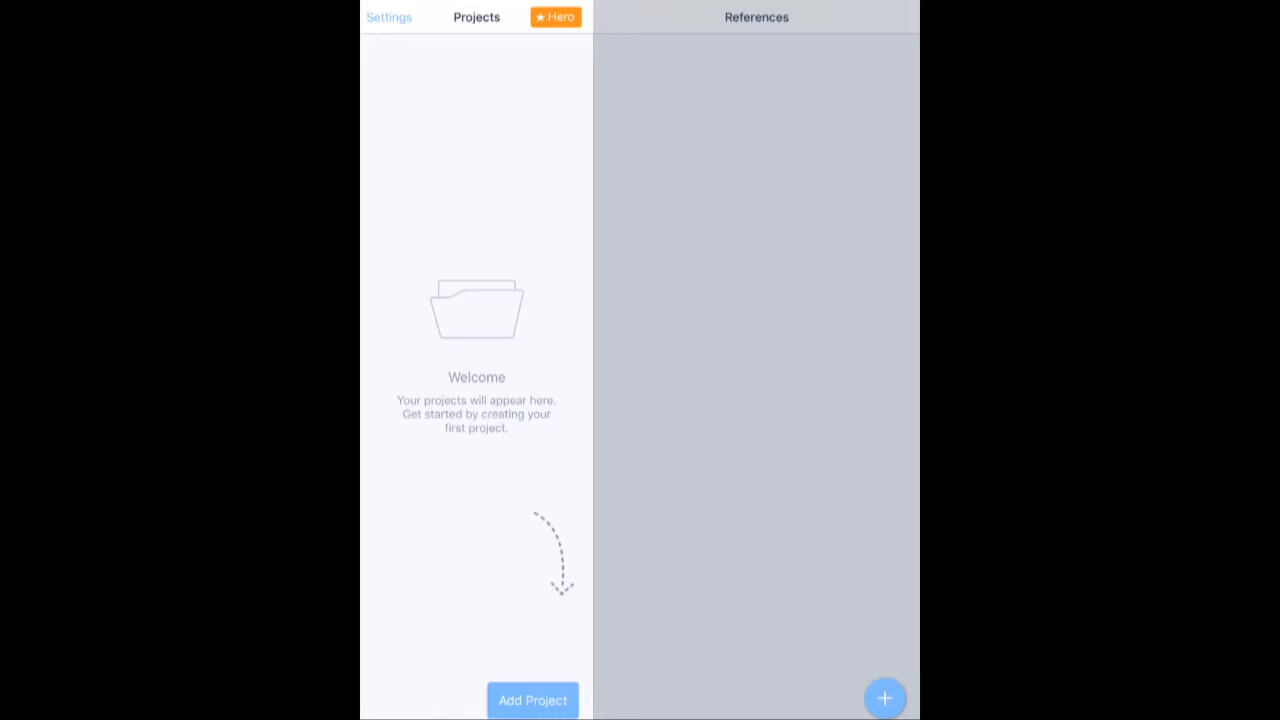 Settings
Projects
★ Hero
References
Welcome
Your projects will appear here.
Get started by creating your
first project.
Add Project
+